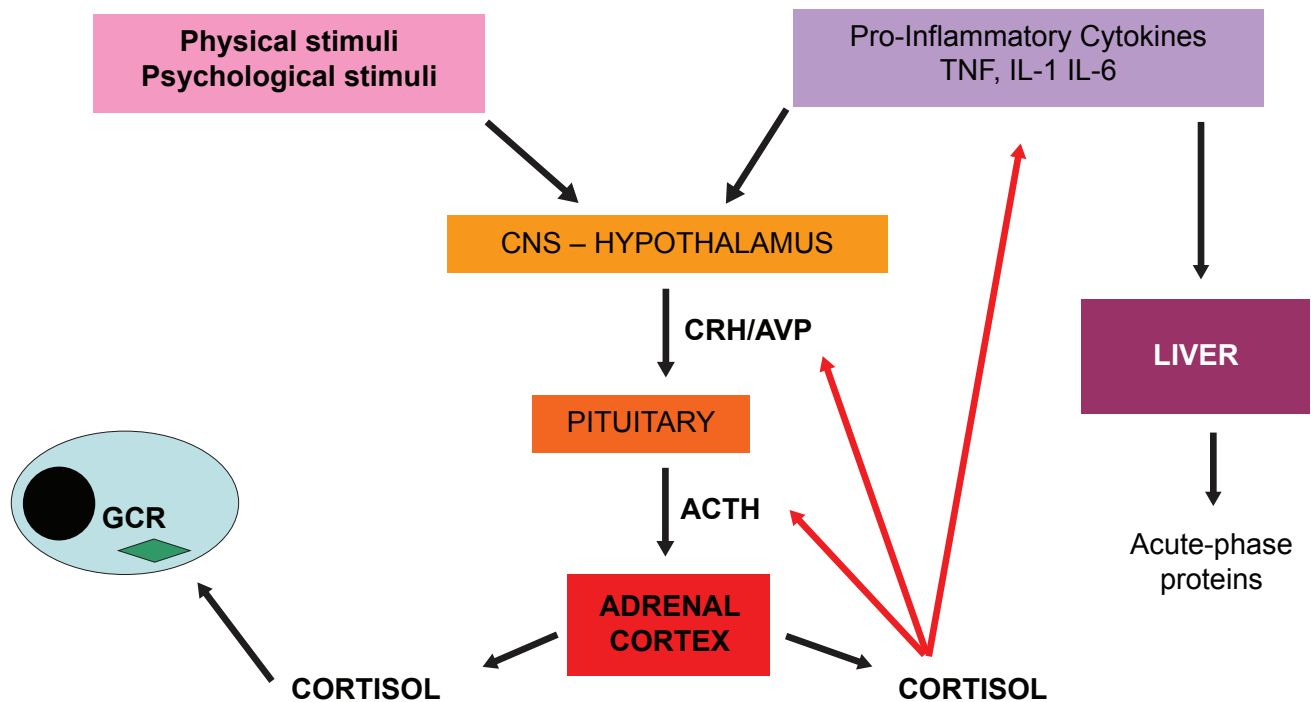 Physical stimuli
Psychological stimuli
Pro-Inflammatory Cytokines
TNF, IL-1 IL-6
CNS – HYPOTHALAMUS
CRH/AVP
LIVER
PITUITARY
GCR
ACTH
Acute-phase
proteins
ADRENAL
CORTEX
CORTISOL
CORTISOL